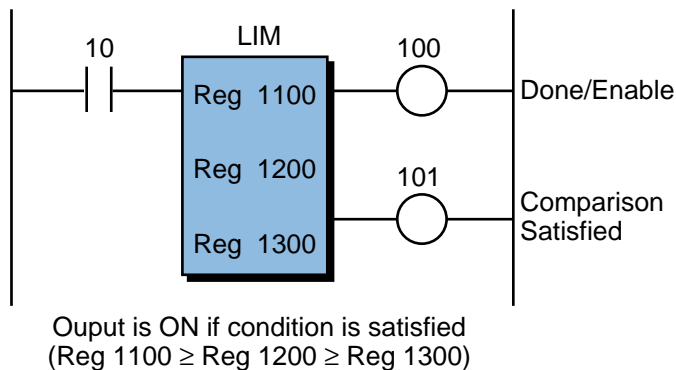 LIM
10
100
Reg 1100
Done/Enable
Reg 1200
101
Reg 1300
Comparison
Satisfied
Ouput is ON if condition is satisfied
(Reg 1100 ≥ Reg 1200 ≥ Reg 1300)